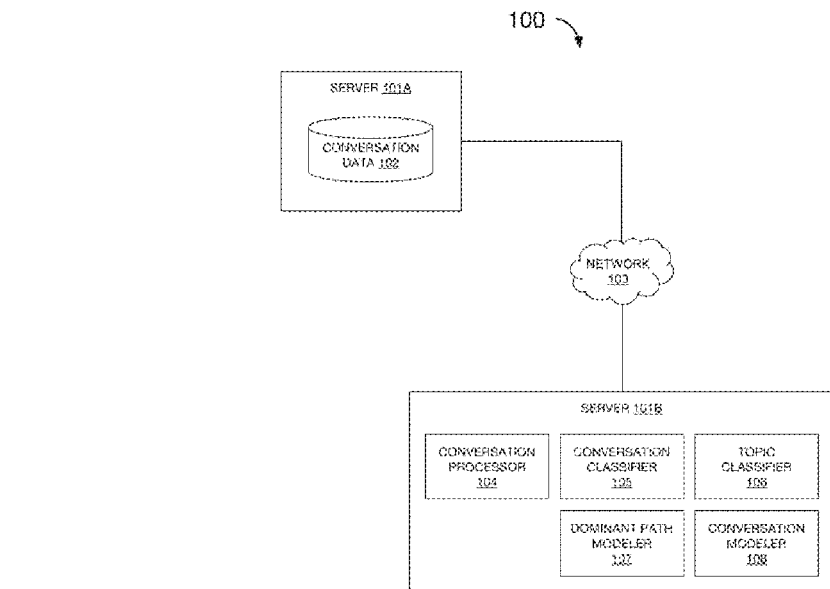 100
SERVER 101A
CONVERSATION
DATA 102
NETWORK
103
SERVER 101B
CONVERSATION
PROCESSOR
104
CONVERSATION
CLASSIFIER
105
TOPIC
CLASSIFIER
106
DOMINANT PATH
MODELER
107
CONVERSATION
MODELER
108